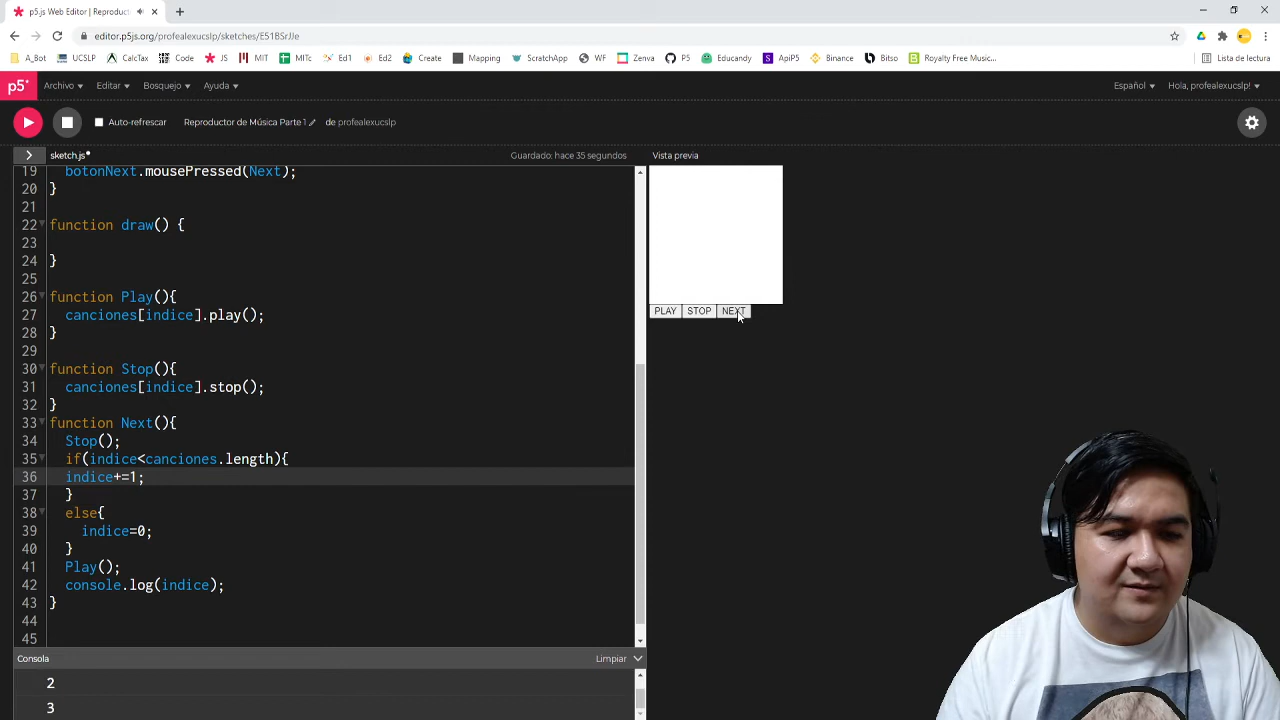 p5.js Web Editor | Reproduct
editor.p5js.org/profealexucslp/sketches/E51BSrJJe
A_Bot UCSLP CalcTax Code JS MIT MITc Ed1 Ed2 Create Mapping ScratchApp WF Zenva P5 Educandy ApiP5 Binance Bitso Royalty Free Music... Lista de lectura
p5* Archivo Editar Bosquejo Ayuda Español Hola, profealexucslp!
Auto-refrescar Reproductor de Música Parte 1 de profealexucslp
> sketch.js Guardado: hace 35 segundos Vista previa
19 botonNext.mousePressed(Next);
20 }
21
22 function draw() {
23
24 }
25
26 function Play(){
27 canciones[indice].play();
28 }
29
30 function Stop(){
31 canciones[indice].stop();
32 }
33 function Next(){
34 Stop();
35 if(indice<canciones.length){
36 indice+=1;
37 }
38 else{
39 indice=0;
40 }
41 Play();
42 console.log(indice);
43 }
44
45
PLAY STOP NEXT
Consola Limpiar
2
3